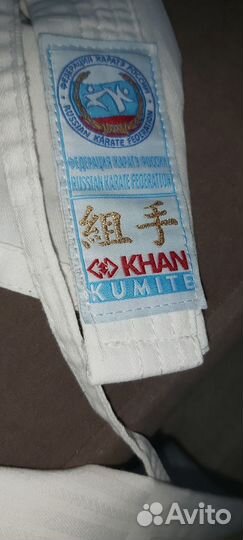 ФЕДЕРАЦИЯ КАРАТЭ РОССИИ
RUSSIAN KARATE FEDERATION
ФЕДЕРАЦИЯ КАРАТЭ РОССИИ
RUSSIAN KARATE FEDERATION
組手
KHAN
KUMITE
Avito